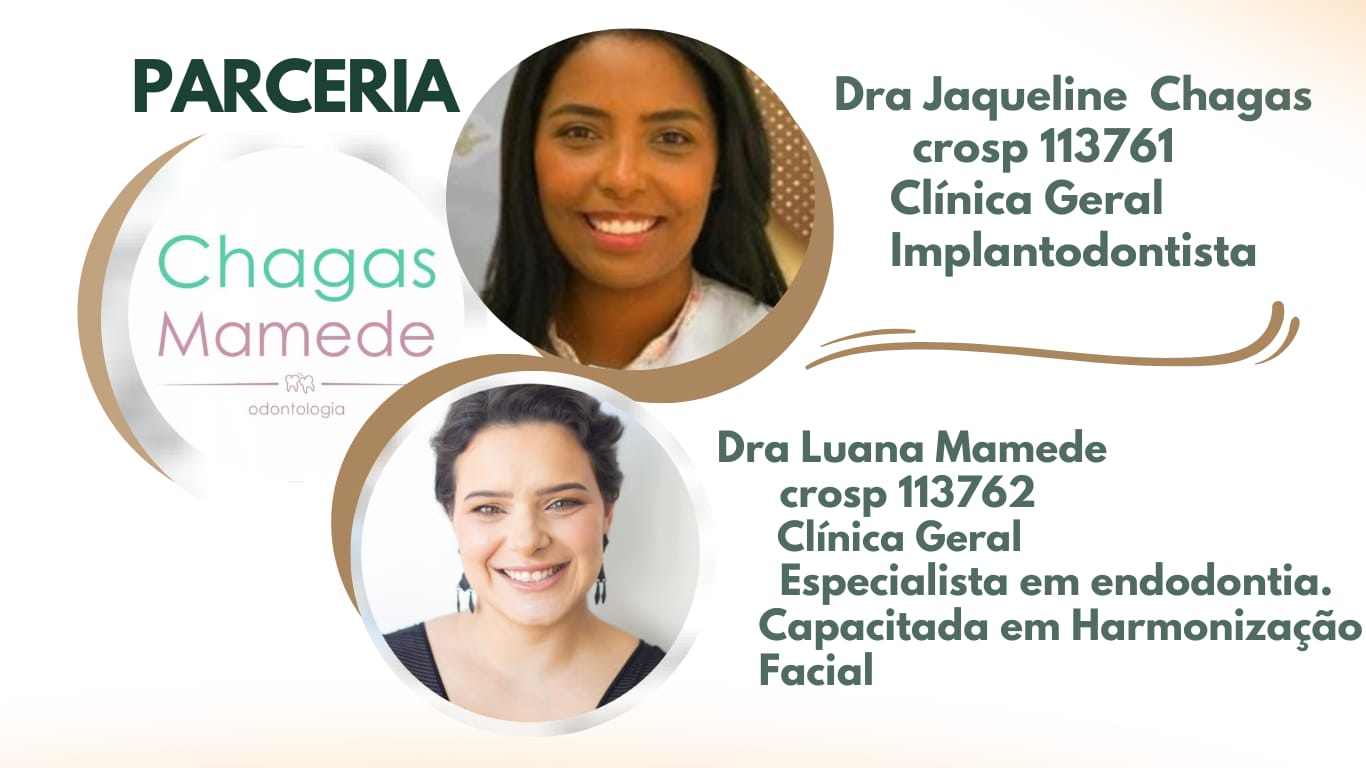 PARCERIA
Chagas
Mamede
odontologia
Dra Jaqueline Chagas
crosp 113761
Clínica Geral
Implantodontista
Dra Luana Mamede
crosp 113762
Clínica Geral
Especialista em endodontia.
Capacitada em Harmonização
Facial